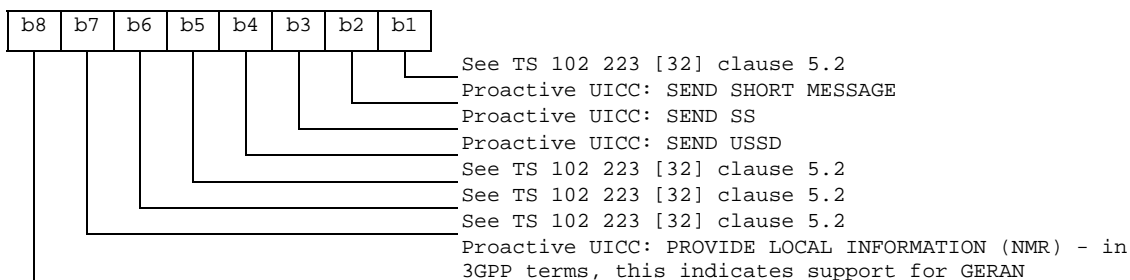 b8 b7 b6 b5 b4 b3 b2 b1
See TS 102 223 [32] clause 5.2
Proactive UICC: SEND SHORT MESSAGE
Proactive UICC: SEND SS
Proactive UICC: SEND USSD
See TS 102 223 [32] clause 5.2
See TS 102 223 [32] clause 5.2
See TS 102 223 [32] clause 5.2
Proactive UICC: PROVIDE LOCAL INFORMATION (NMR) - in
3GPP terms, this indicates support for GERAN